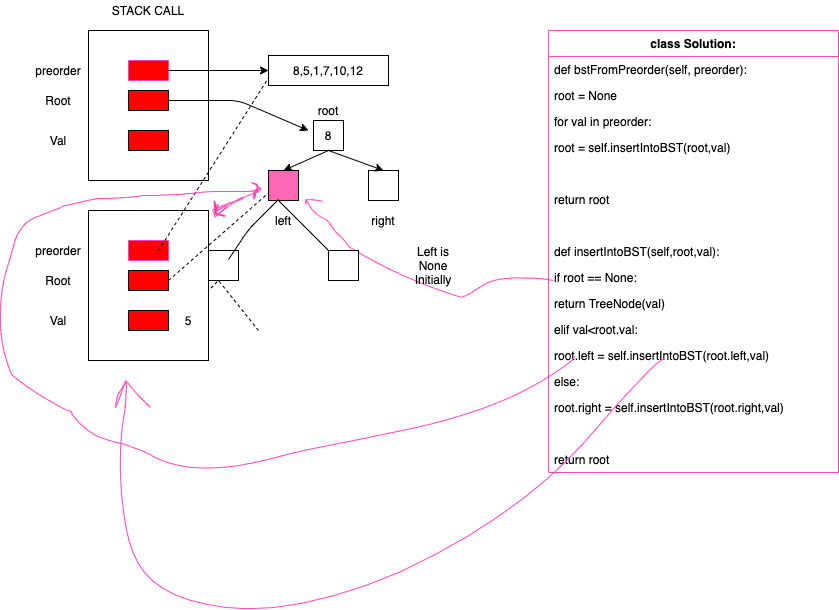 STACK CALL
preorder
Root
Val
8,5,1,7,10,12
root
8
left
right
preorder
Root
Val
5
Left is
None
Initially
class Solution:
def bstFromPreorder(self, preorder):
root = None
for val in preorder:
root = self.insertIntoBST(root,val)
return root
def insertIntoBST(self,root,val):
if root == None:
return TreeNode(val)
elif val<root.val:
root.left = self.insertIntoBST(root.left,val)
else:
root.right = self.insertIntoBST(root.right,val)
return root